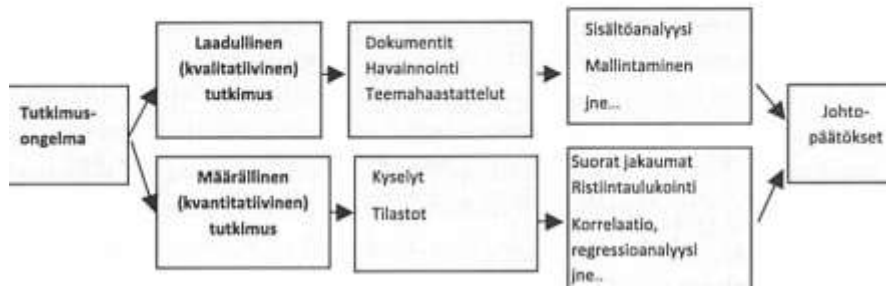 Tutkimus-
ongelma
Laadullinen
(kvalitatiivinen)
tutkimus
Dokumentit
Havainnointi
Teemahaastattelut
Sisältöanalyysi
Mallintaminen
jne...
Määrällinen
(kvantitatiivinen)
tutkimus
Kyselyt
Tilastot
Suorat jakaumat
Ristiintaulukointi
Korrelaatio,
regressioanalyysi
jne..
Johto-
päätökset